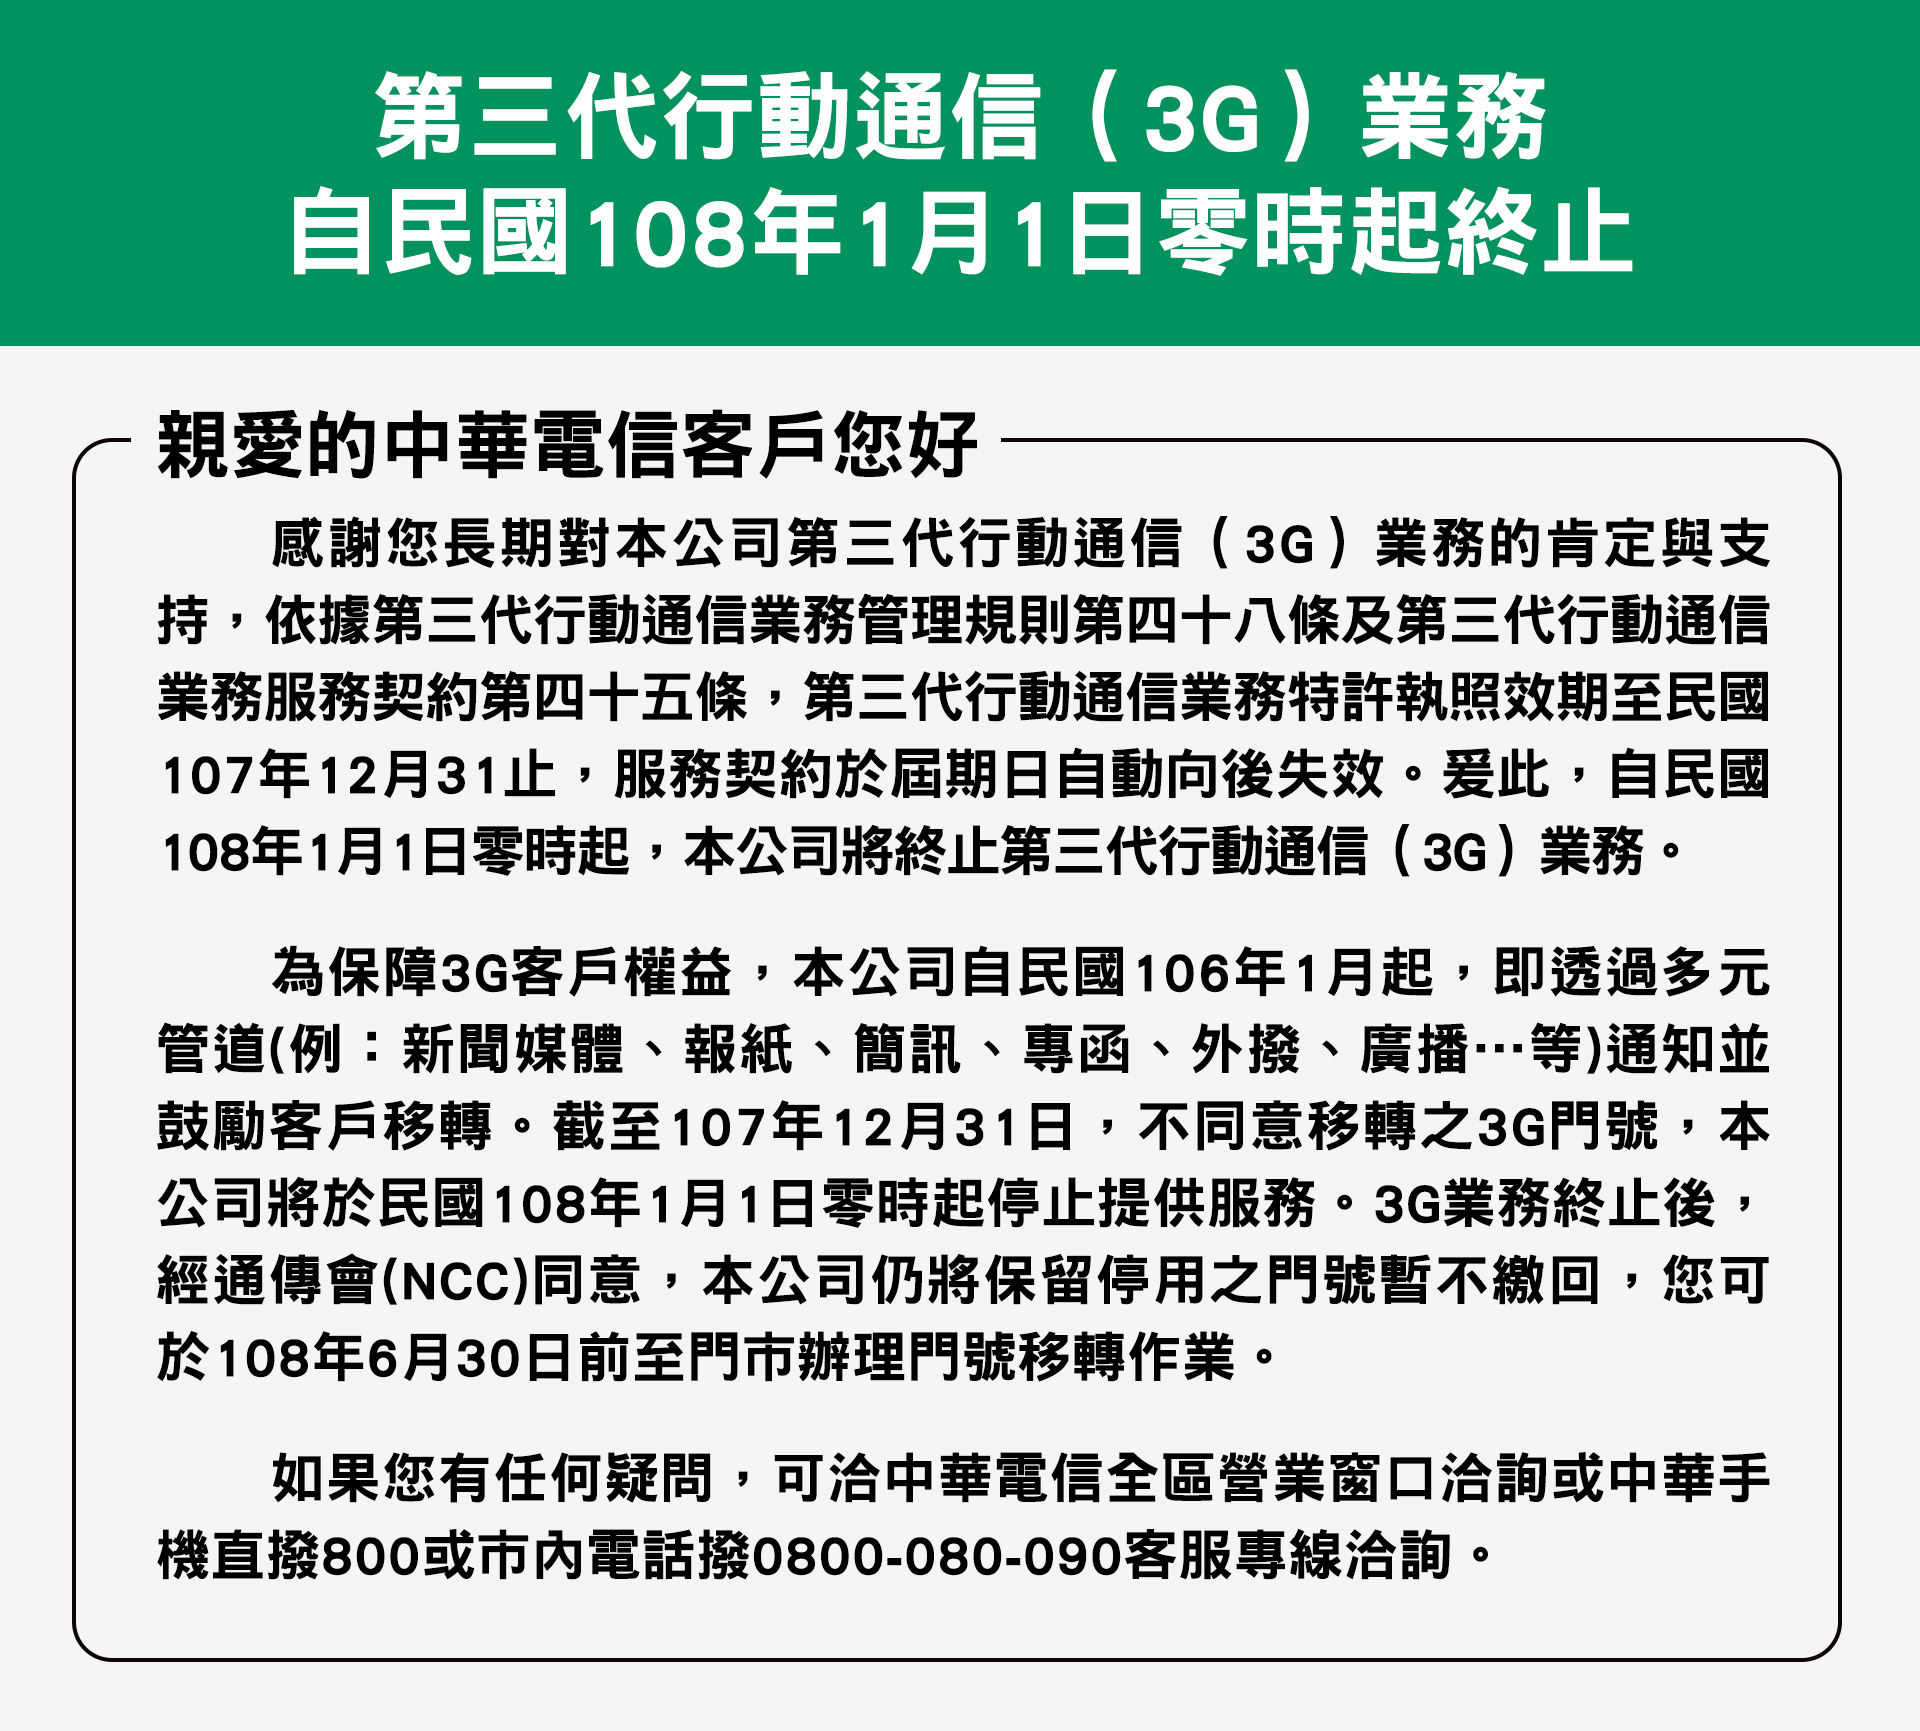 第三代行動通信（3G）業務
自民國108年1月1日零時起終止
親愛的中華電信客戶您好
感謝您長期對本公司第三代行動通信（3G）業務的肯定與支
持，依據第三代行動通信業務管理規則第四十八條及第三代行動通信
業務服務契約第四十五條，第三代行動通信業務特許執照效期至民國
107年12月31止，服務契約於屆期日自動向後失效。爰此，自民國
108年1月1日零時起，本公司將終止第三代行動通信（3G）業務。
為保障3G客戶權益，本公司自民國106年1月起，即透過多元
管道(例：新聞媒體、報紙、簡訊、專函、外撥、廣播…等)通知並
鼓勵客戶移轉。截至107年12月31日，不同意移轉之3G門號，本
公司將於民國108年1月1日零時起停止提供服務。3G業務終止後，
經通傳會(NCC)同意，本公司仍將保留停用之門號暫不繳回，您可
於108年6月30日前至門市辦理門號移轉作業。
如果您有任何疑問，可洽中華電信全區營業窗口洽詢或中華手
機直撥800或市內電話撥0800-080-090客服專線洽詢。